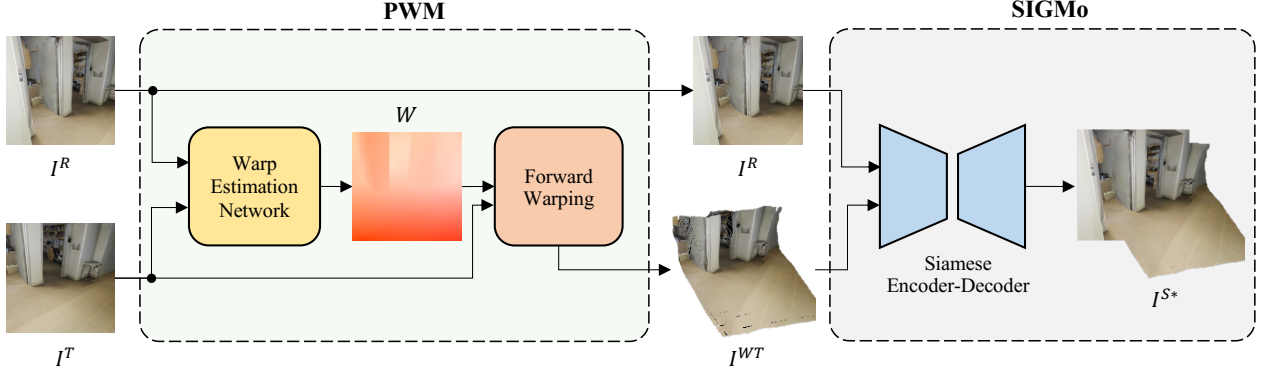 PWM
SIGMo
I^R
W
Warp
Estimation
Network
Forward
Warping
I^R
I^T
I^{WT}
Siamese
Encoder-Decoder
I^{S*}